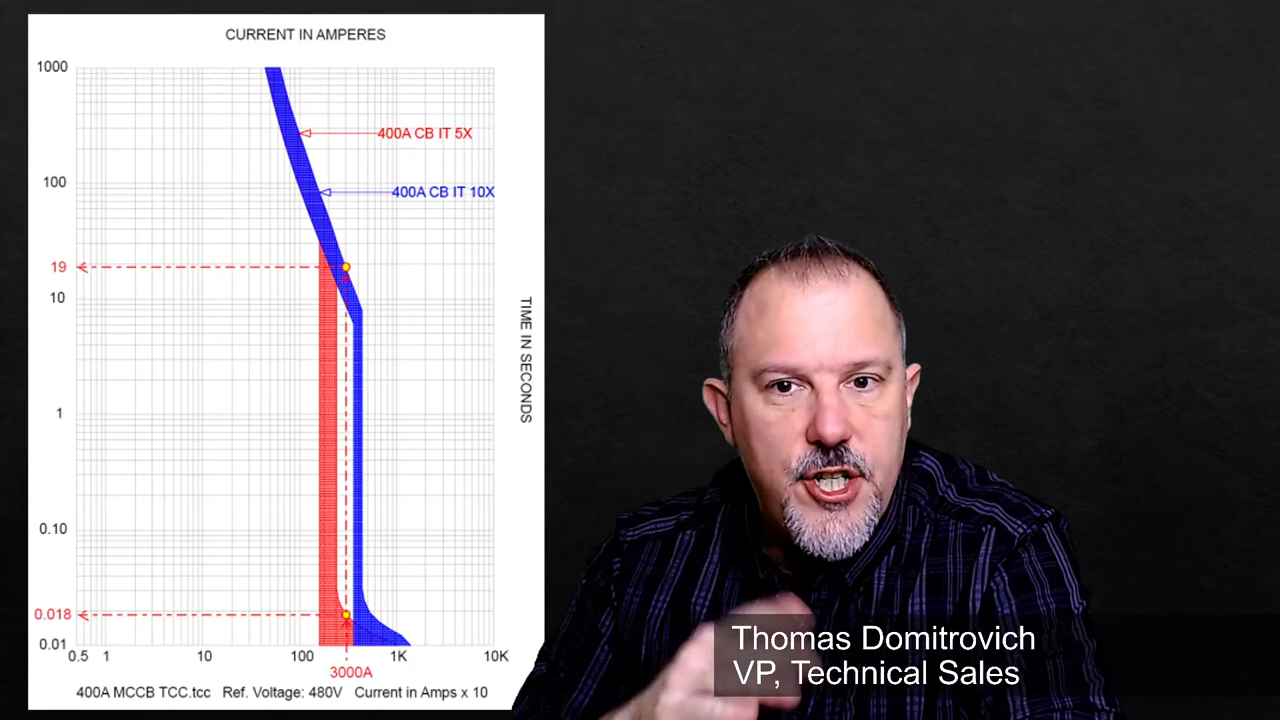 CURRENT IN AMPERES
1000
400A CB IT 5X
100
400A CB IT 10X
19
10
TIME IN SECONDS
1
0.10
0.018
0.01
0.5 1 10 100 1K 10K
3000A
400A MCCB TCC.tcc Ref. Voltage: 480V Current in Amps x 10
Thomas Domitrovich
VP, Technical Sales